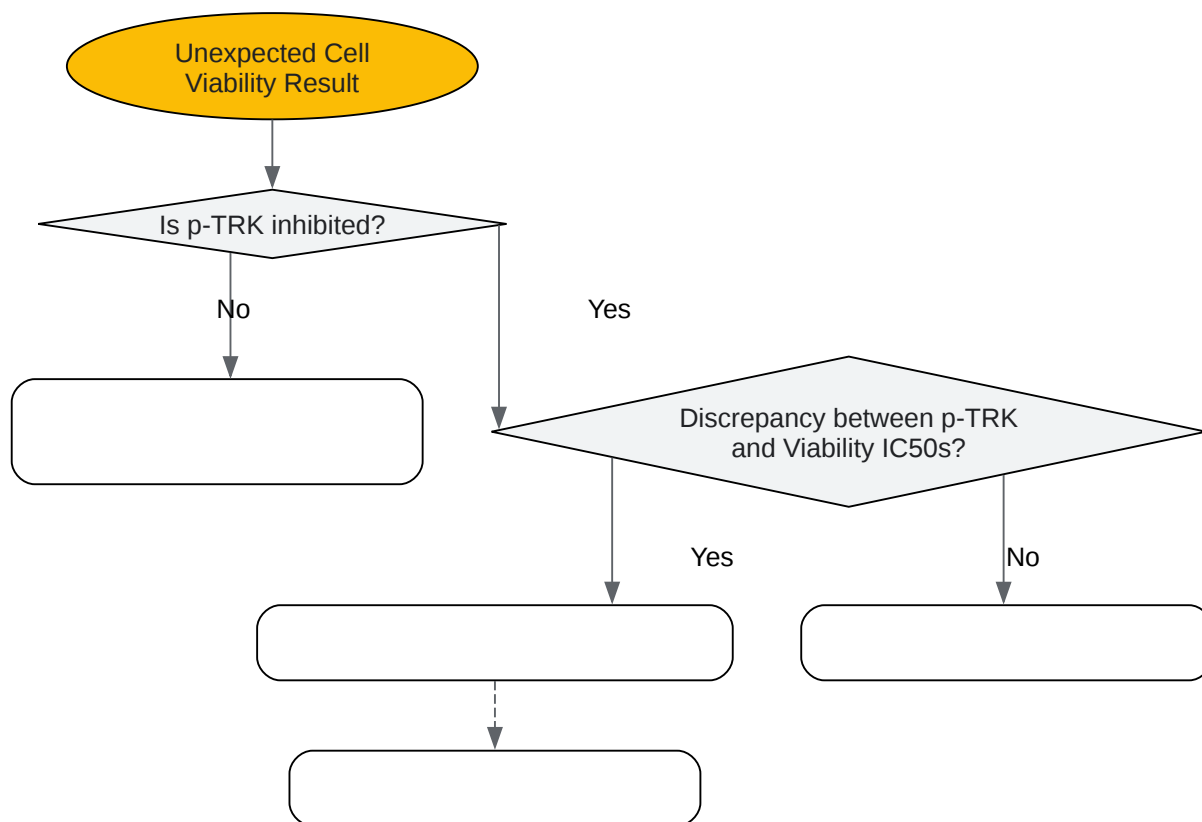 Unexpected Cell
Viability Result
Is p-TRK inhibited?
No
Yes
Discrepancy between p-TRK
and Viability IC50s?
Yes
No